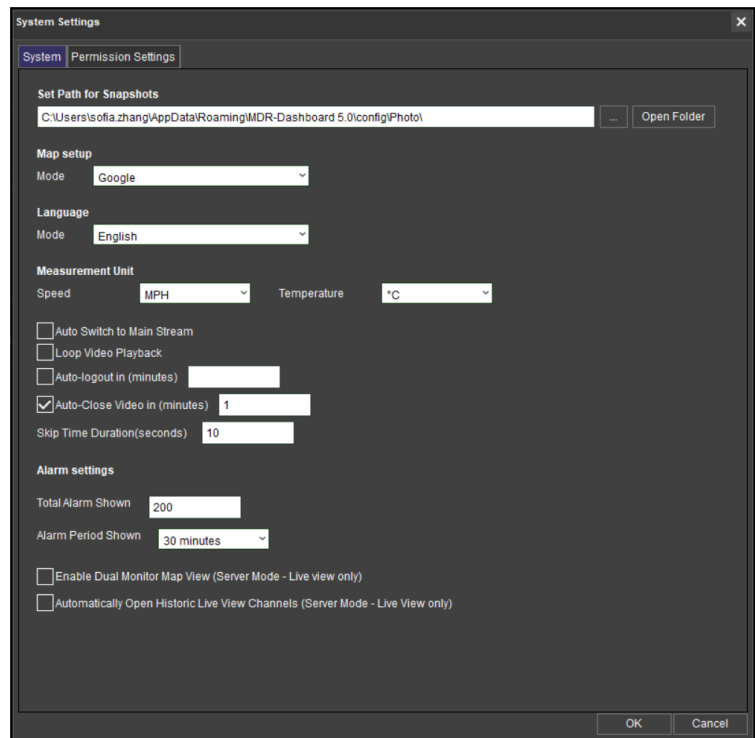 System Settings
System Permission Settings
Set Path for Snapshots
C:\Users\sofia.zhang\AppData\Roaming\MDR-Dashboard 5.0\config\Photo\ ... Open Folder
Map setup
Mode Google
Language
Mode English
Measurement Unit
Speed MPH Temperature °C
Auto Switch to Main Stream
Loop Video Playback
Auto-logout in (minutes)
Auto-Close Video in (minutes) 1
Skip Time Duration(seconds) 10
Alarm settings
Total Alarm Shown 200
Alarm Period Shown 30 minutes
Enable Dual Monitor Map View (Server Mode - Live view only)
Automatically Open Historic Live View Channels (Server Mode - Live View only)
OK Cancel